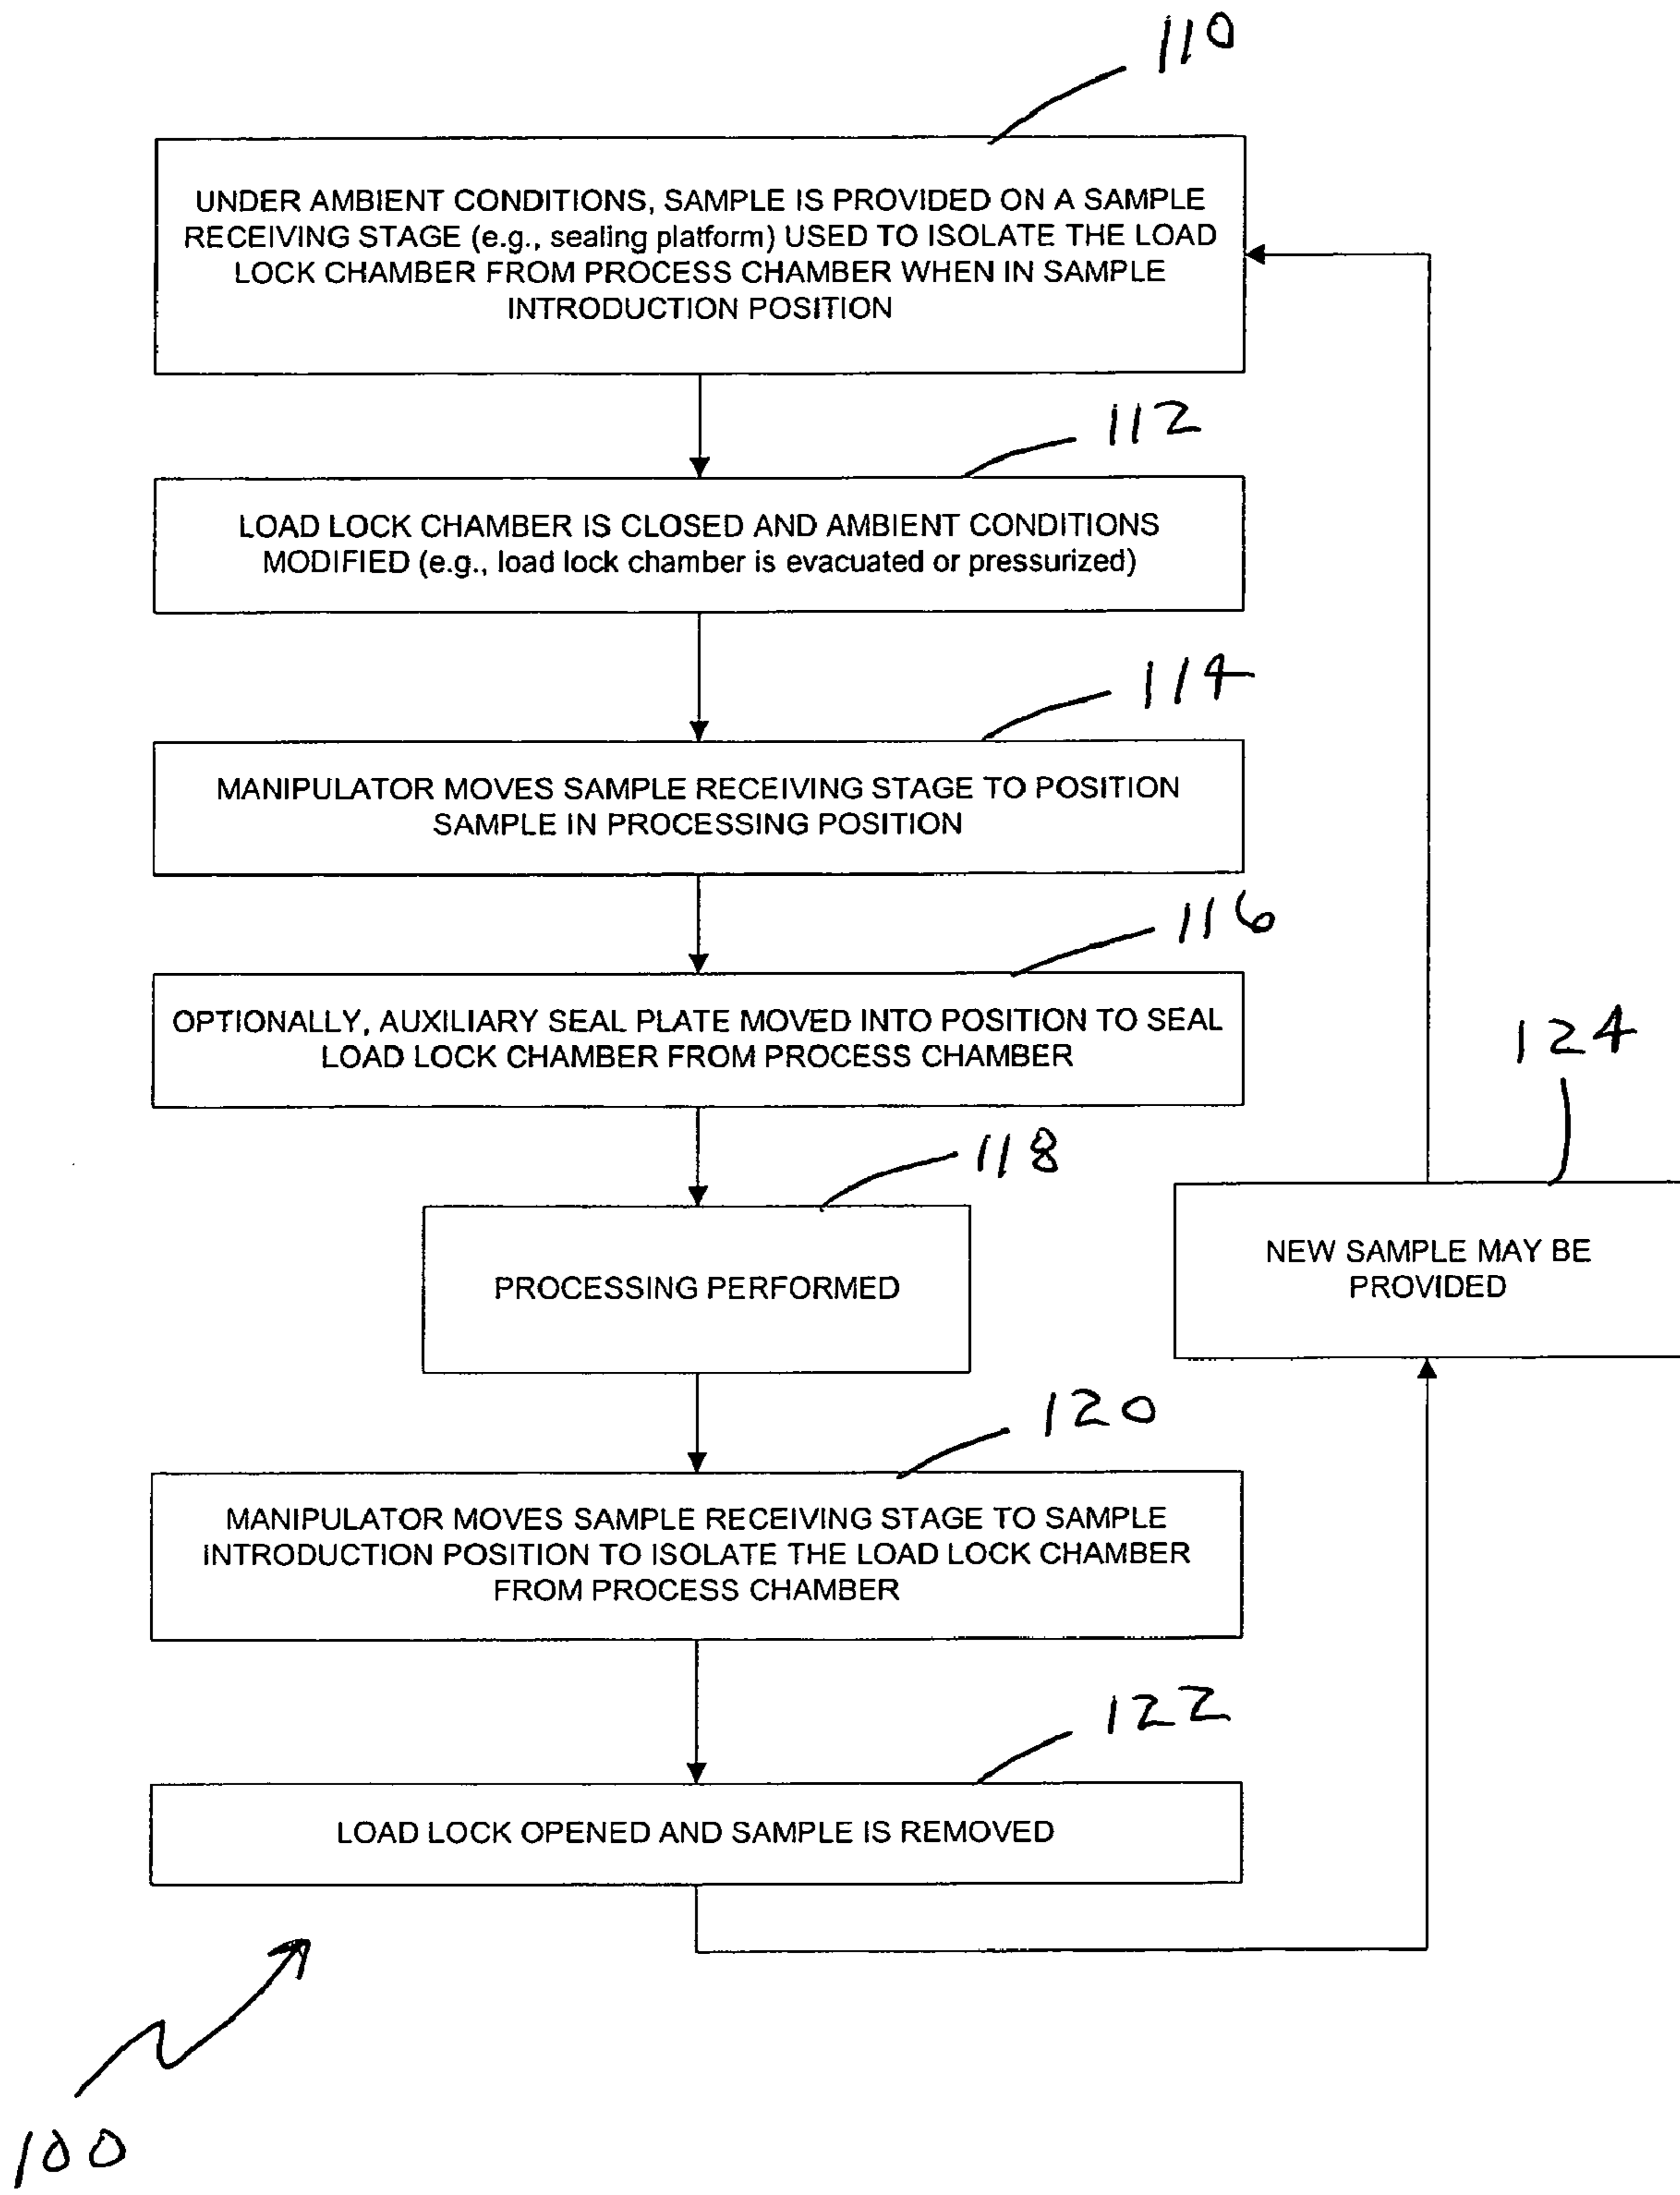 110
UNDER AMBIENT CONDITIONS, SAMPLE IS PROVIDED ON A SAMPLE
RECEIVING STAGE (e.g., sealing platform) USED TO ISOLATE THE LOAD
LOCK CHAMBER FROM PROCESS CHAMBER WHEN IN SAMPLE
INTRODUCTION POSITION
112
LOAD LOCK CHAMBER IS CLOSED AND AMBIENT CONDITIONS
MODIFIED (e.g., load lock chamber is evacuated or pressurized)
114
MANIPULATOR MOVES SAMPLE RECEIVING STAGE TO POSITION
SAMPLE IN PROCESSING POSITION
116
OPTIONALLY, AUXILIARY SEAL PLATE MOVED INTO POSITION TO SEAL
LOAD LOCK CHAMBER FROM PROCESS CHAMBER
118
PROCESSING PERFORMED
124
NEW SAMPLE MAY BE
PROVIDED
120
MANIPULATOR MOVES SAMPLE RECEIVING STAGE TO SAMPLE
INTRODUCTION POSITION TO ISOLATE THE LOAD LOCK CHAMBER
FROM PROCESS CHAMBER
122
LOAD LOCK OPENED AND SAMPLE IS REMOVED
100